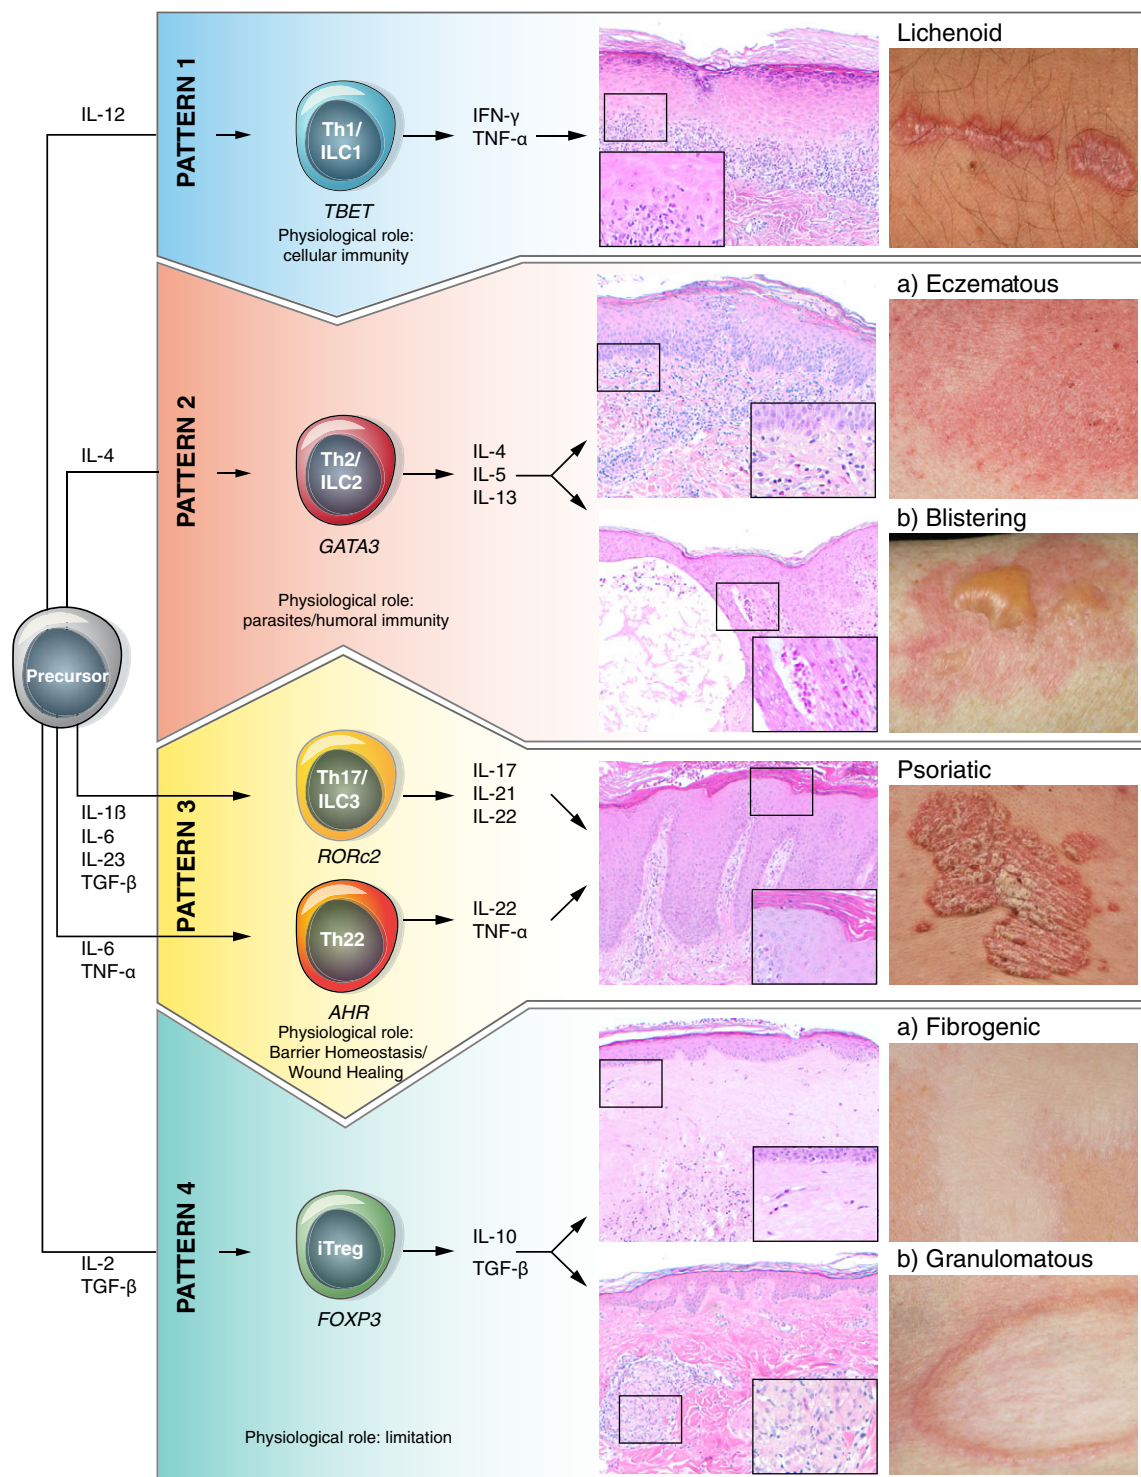 Lichenoid
PATTERN 1
IL-12
Th1/
ILC1
IFN-γ
TNF-α
TBET
Physiological role:
cellular immunity
a) Eczematous
PATTERN 2
IL-4
Th2/
ILC2
IL-4
IL-5
IL-13
GATA3
b) Blistering
Physiological role:
parasites/humoral immunity
Precursor
Psoriatic
PATTERN 3
Th17/
ILC3
IL-17
IL-21
IL-22
IL-1ß
IL-6
IL-23
TGF-β
RORc2
Th22
IL-22
TNF-α
IL-6
TNF-α
AHR
Physiological role:
Barrier Homeostasis/
Wound Healing
a) Fibrogenic
PATTERN 4
iTreg
IL-10
TGF-β
IL-2
TGF-β
FOXP3
b) Granulomatous
Physiological role: limitation